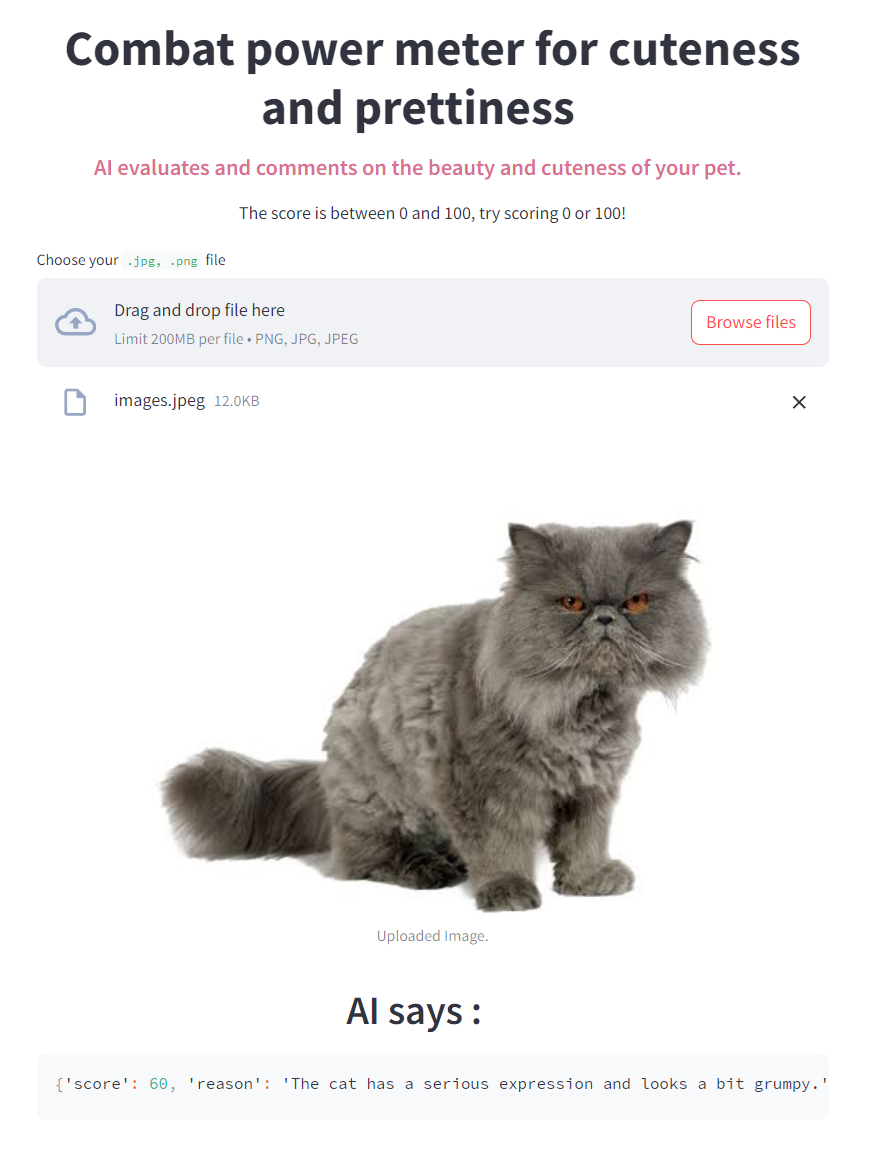 Combat power meter for cuteness
and prettiness
AI evaluates and comments on the beauty and cuteness of your pet.
The score is between 0 and 100, try scoring 0 or 100!
Choose your .jpg, .png file
Drag and drop file here
Limit 200MB per file • PNG, JPG, JPEG
Browse files
images.jpeg 12.0KB
Uploaded Image.
AI says :
{'score': 60, 'reason': 'The cat has a serious expression and looks a bit grumpy.'